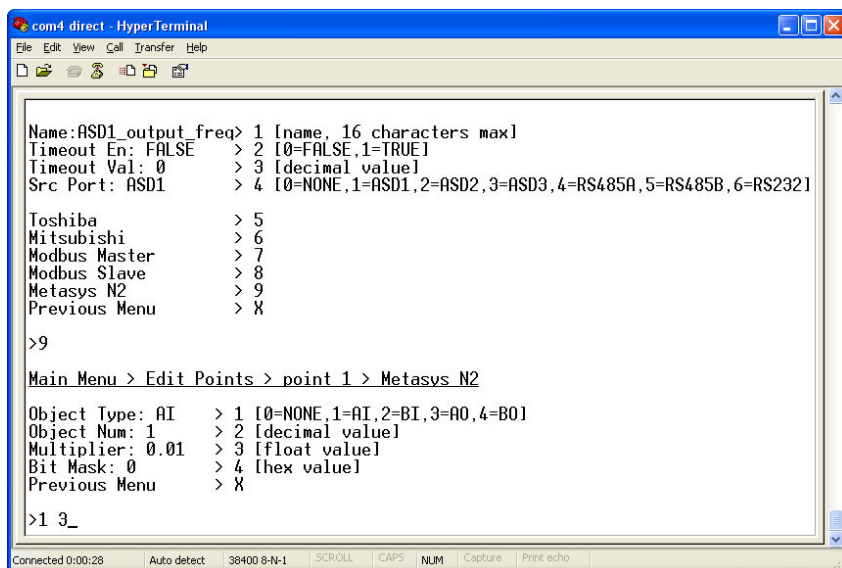 com4 direct - HyperTerminal
File Edit View Call Transfer Help
Name:ASD1_output_freq> 1 [name, 16 characters max]
Timeout En: FALSE > 2 [0=FALSE,1=TRUE]
Timeout Val: 0 > 3 [decimal value]
Src Port: ASD1 > 4 [0=NONE,1=ASD1,2=ASD2,3=ASD3,4=RS485A,5=RS485B,6=RS232]
Toshiba > 5
Mitsubishi > 6
Modbus Master > 7
Modbus Slave > 8
Metasys N2 > 9
Previous Menu > X
>9
Main Menu > Edit Points > point 1 > Metasys N2
Object Type: AI > 1 [0=NONE,1=AI,2=BI,3=AO,4=BO]
Object Num: 1 > 2 [decimal value]
Multiplier: 0.01 > 3 [float value]
Bit Mask: 0 > 4 [hex value]
Previous Menu > X
>1 3_
Connected 0:00:28 Auto detect 38400 8-N-1 SCROLL CAPS NUM Capture Print echo